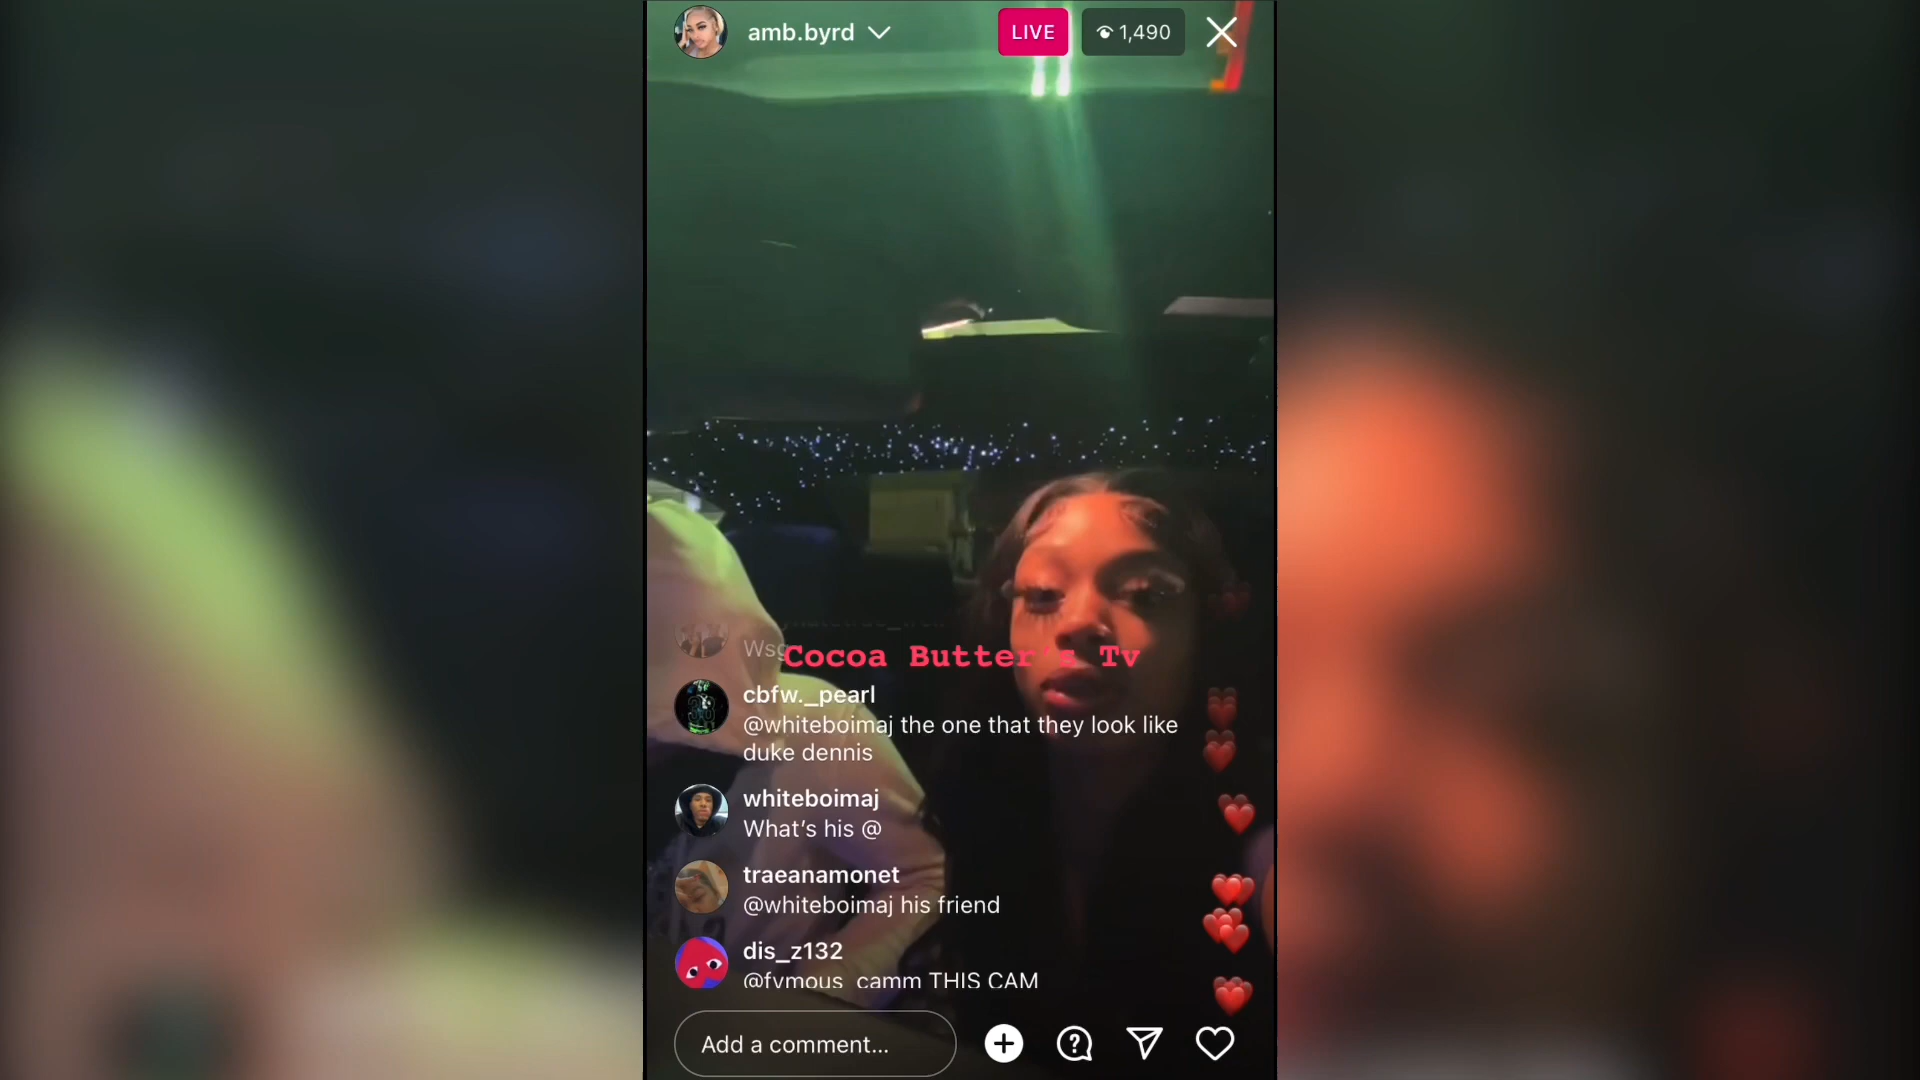 amb.byrd
LIVE
1,490
Wsg
Cocoa Butter's Tv
cbfw._pearl
@whiteboimaj the one that they look like
duke dennis
whiteboimaj
What's his @
traeanamonet
@whiteboimaj his friend
dis_z132
@fvmous_camm THIS CAM
Add a comment...